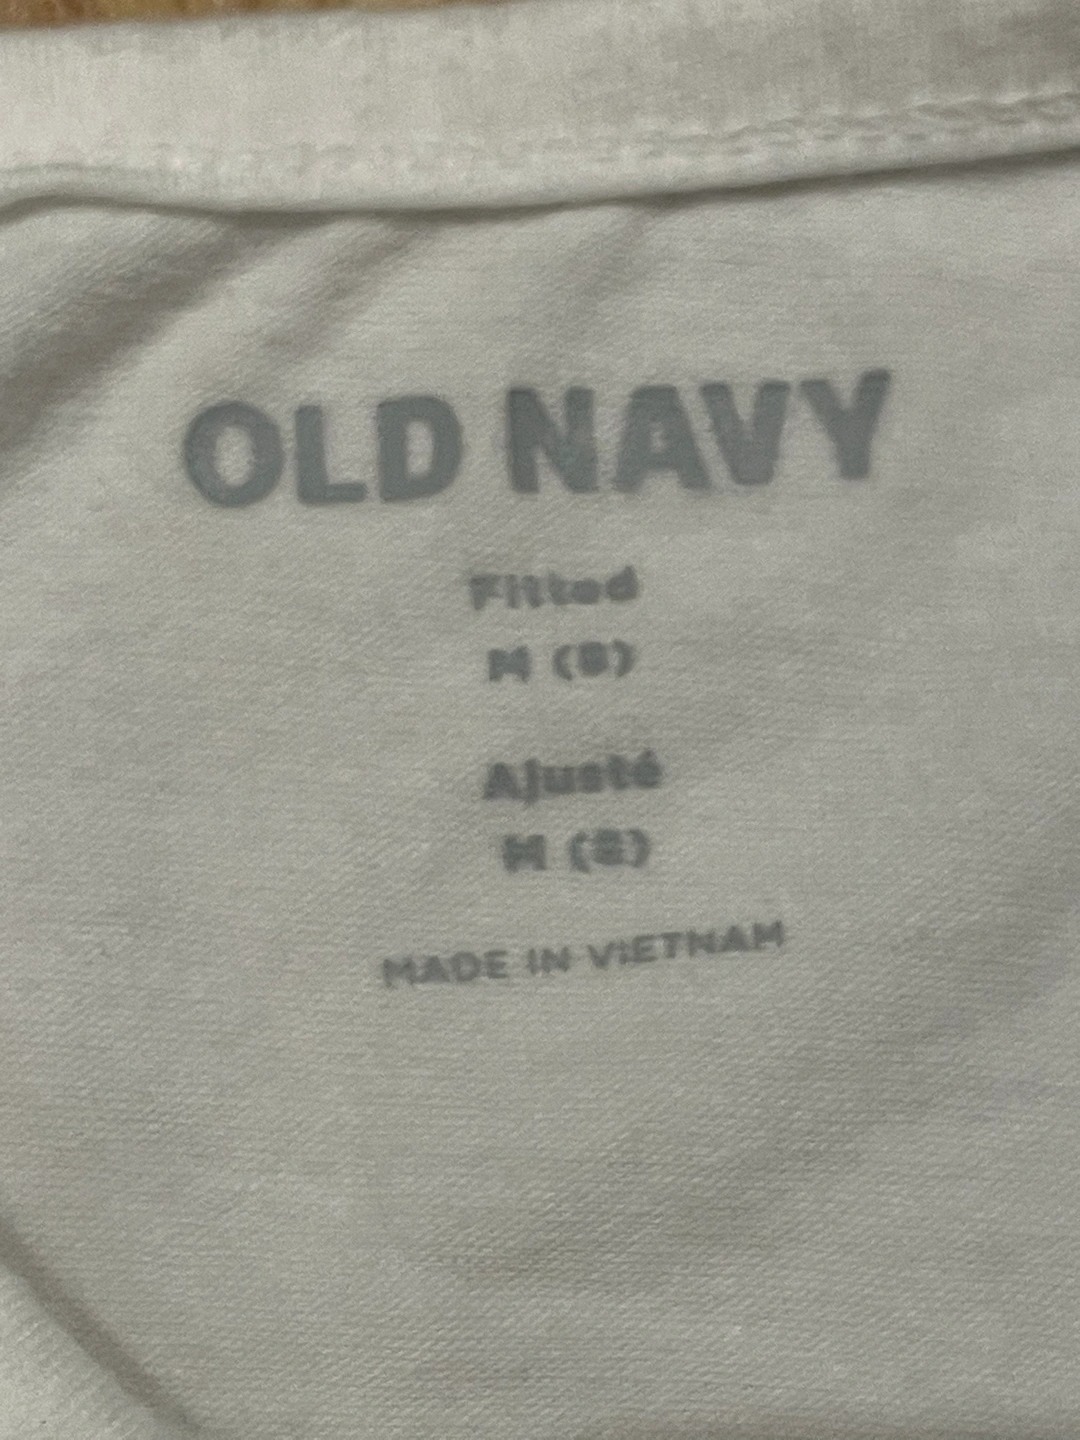 OLD NAVY
Fitted
M (8)
Ajusté
M (8)
MADE IN VIETNAM